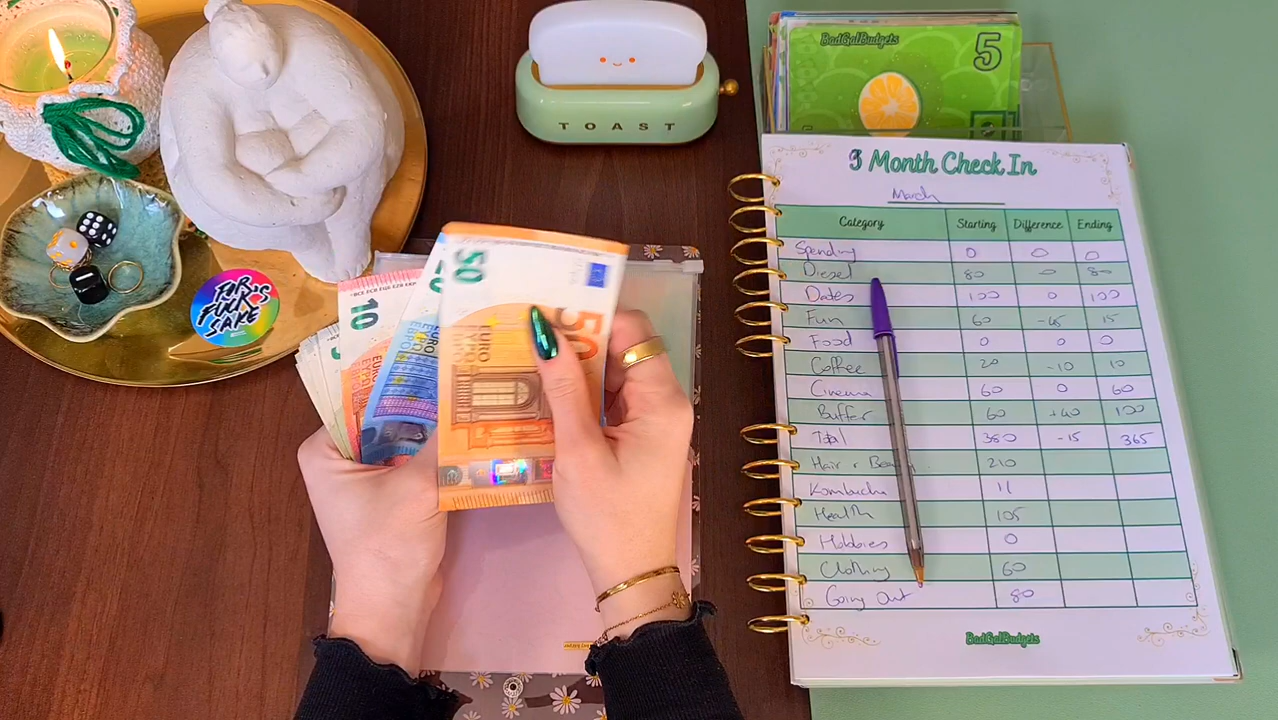 TOAST
BadGalBudgets
5
3 Month Check In
March
Category Starting Difference Ending
Spending 0 0 0
Diesel 80 0 80
Dates 100 0 100
Fun 60 -45 15
Food 0 0 0
Coffee 20 -10 10
Cinema 60 0 60
Buffer 60 +40 100
Total 380 -15 365
Hair + Beauty 210
Kombucha 11
Health 105
Hobbies 0
Clothing 60
Going Out 80
BadGalBudgets
FOR
FUCK'S
SAKE
10
50
50
EURO